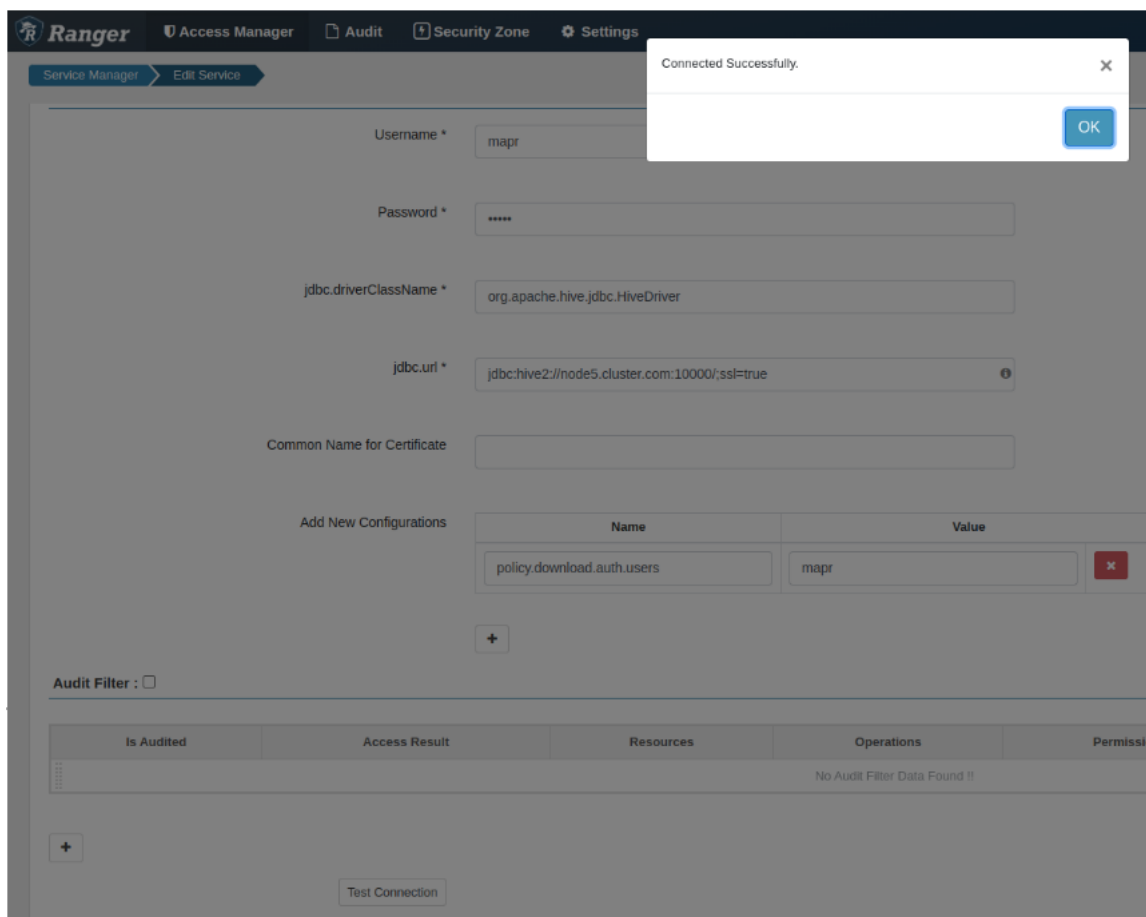 Ranger Access Manager Audit Security Zone Settings
Connected Successfully. ×
OK
Service Manager Edit Service
Username * mapr
Password * •••••
jdbc.driverClassName * org.apache.hive.jdbc.HiveDriver
jdbc.url * jdbc:hive2://node5.cluster.com:10000/;ssl=true
Common Name for Certificate
Add New Configurations Name Value
policy.download.auth.users mapr ×
+
Audit Filter :
Is Audited Access Result Resources Operations Permissi
No Audit Filter Data Found !!
+
Test Connection